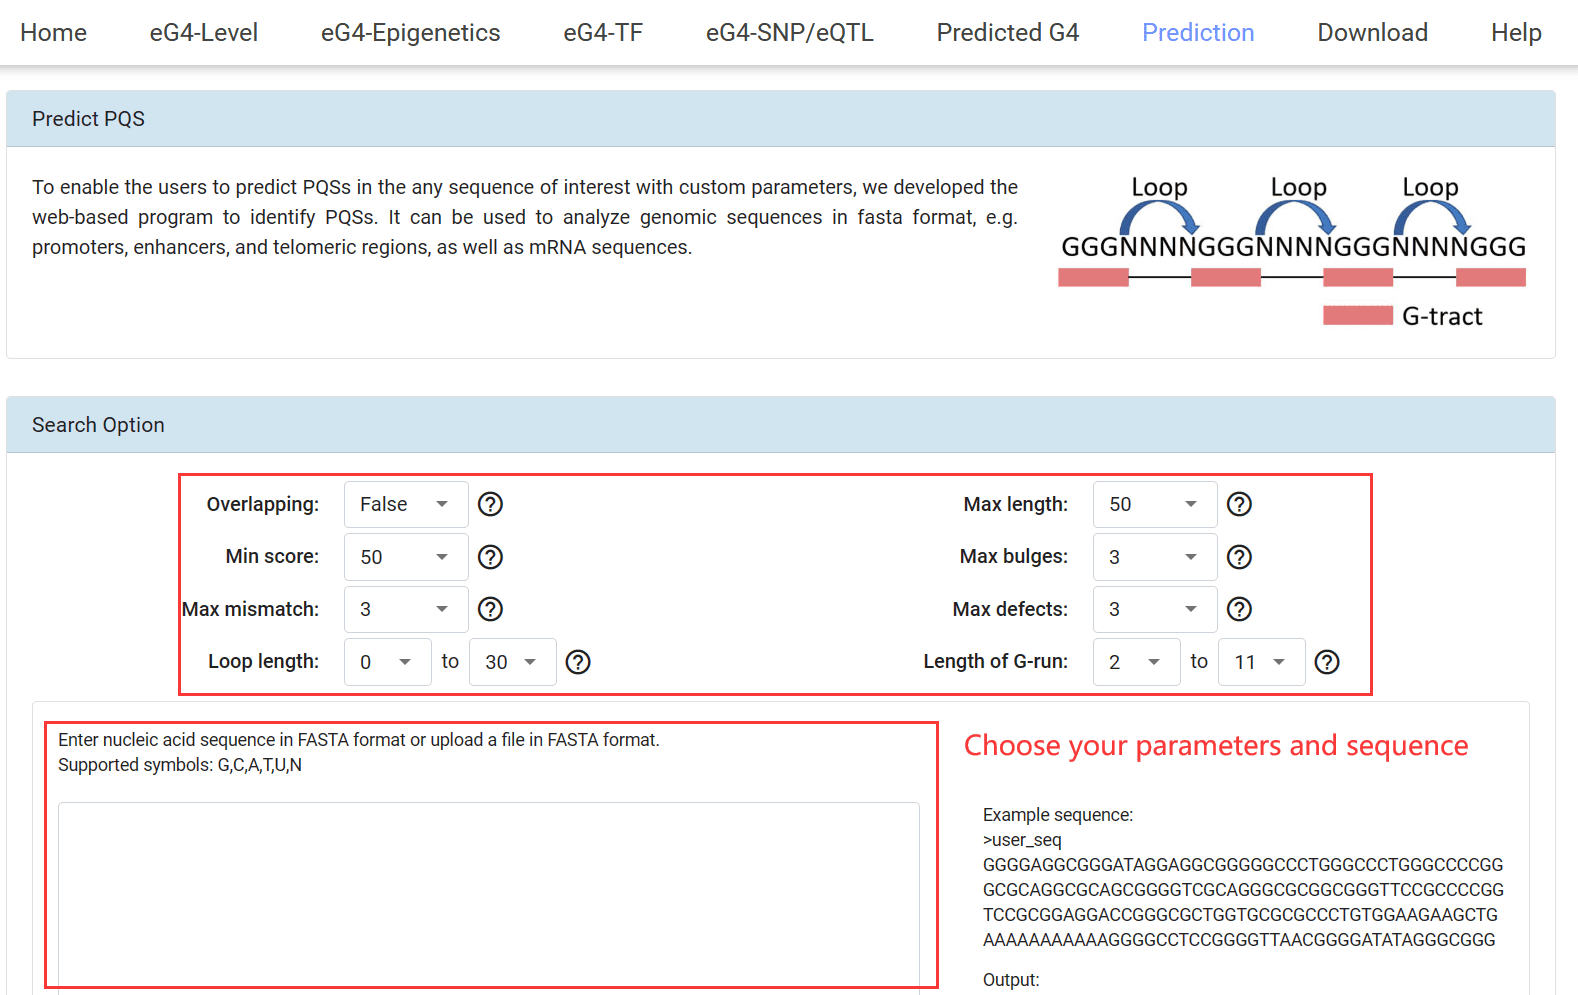 Home eG4-Level eG4-Epigenetics eG4-TF eG4-SNP/eQTL Predicted G4 Prediction Download Help
Predict PQS
To enable the users to predict PQSs in the any sequence of interest with custom parameters, we developed the
web-based program to identify PQSs. It can be used to analyze genomic sequences in fasta format, e.g.
promoters, enhancers, and telomeric regions, as well as mRNA sequences.
Loop Loop Loop
GGGNNNNGGGNNNNGGGNNNNGGG
G-tract
Search Option
Overlapping: False Max length: 50
Min score: 50 Max bulges: 3
Max mismatch: 3 Max defects: 3
Loop length: 0 to 30 Length of G-run: 2 to 11
Enter nucleic acid sequence in FASTA format or upload a file in FASTA format.
Supported symbols: G,C,A,T,U,N
Choose your parameters and sequence
Example sequence:
>user_seq
GGGGAGGCGGGATAGGAGGCGGGGGCCCTGGGCCCTGGGCCCCGG
GCGCAGGCGCAGCGGGGTCGCAGGGCGCGGCGGGTTCCGCCCCGG
TCCGCGGAGGACCGGGCGCTGGTGCGCGCCCTGTGGAAGAAGCTG
AAAAAAAAAAAGGGGCCTCCGGGGTTAACGGGGATATAGGGCGGG
Output: